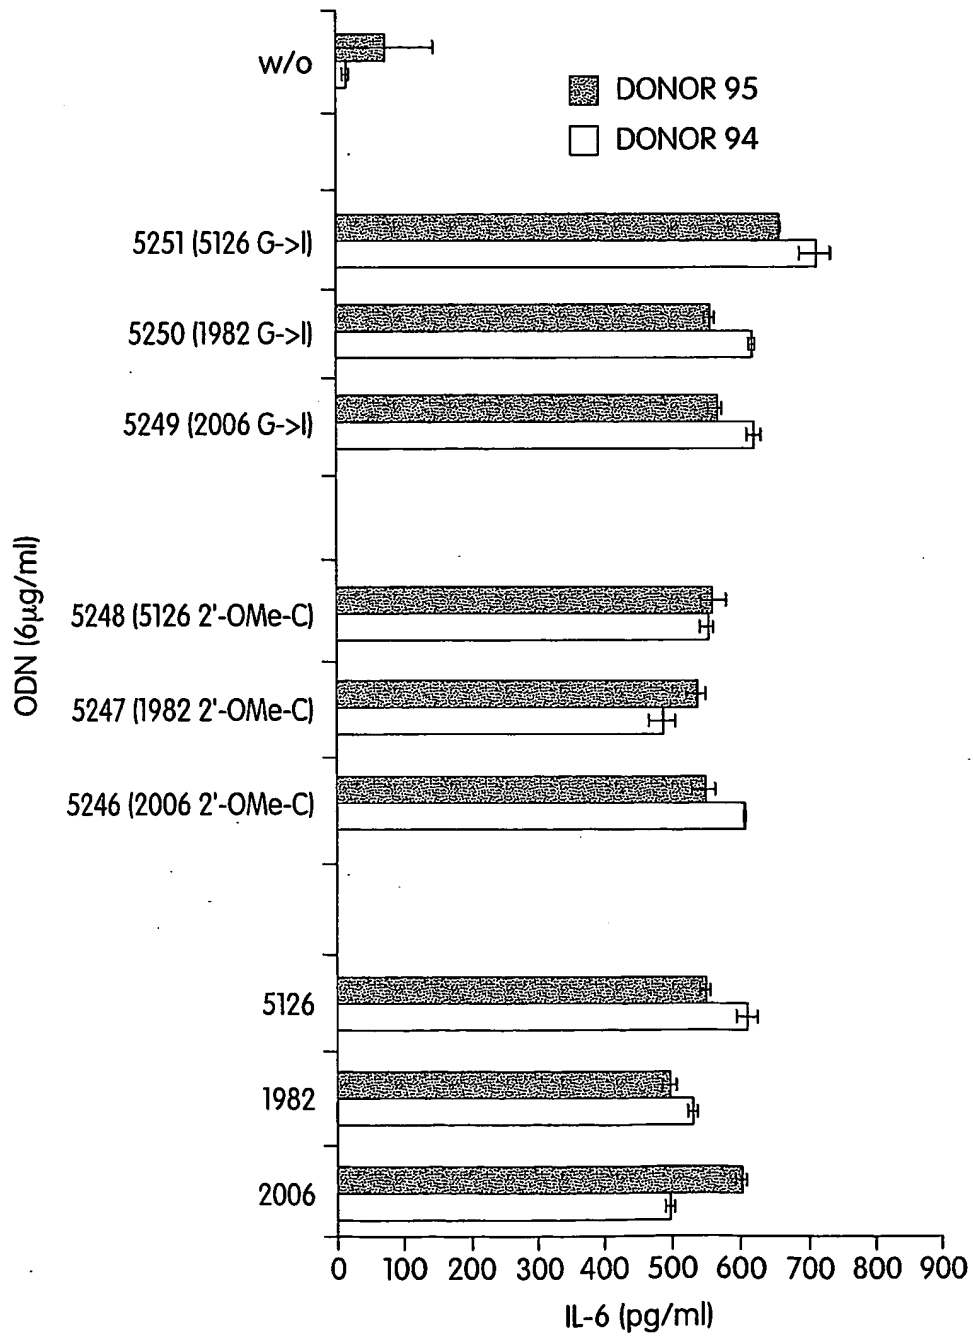 w/o
DONOR 95
DONOR 94
5251 (5126 G->I)
5250 (1982 G->I)
5249 (2006 G->I)
ODN (6µg/ml)
5248 (5126 2'-OMe-C)
5247 (1982 2'-OMe-C)
5246 (2006 2'-OMe-C)
5126
1982
2006
0 100 200 300 400 500 600 700 800 900
IL-6 (pg/ml)